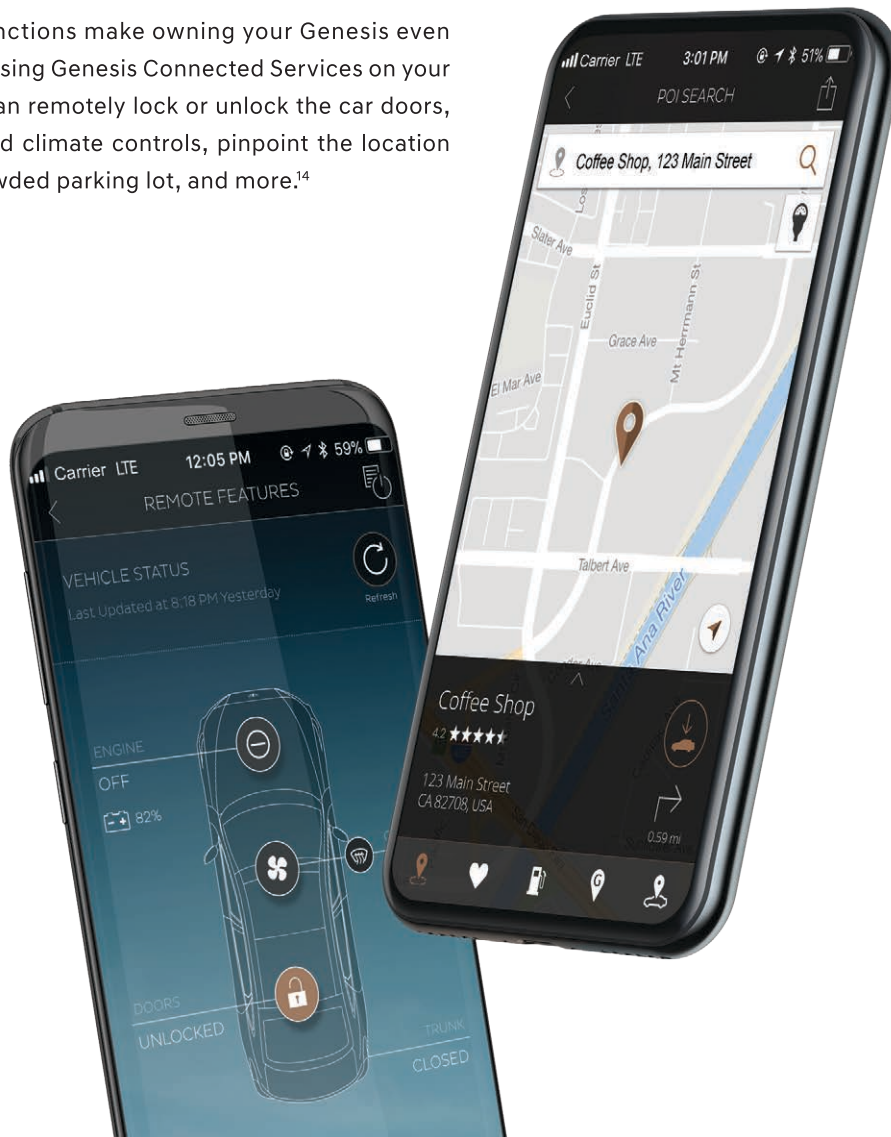 nctions make owning your Genesis even
sing Genesis Connected Services on your
an remotely lock or unlock the car doors,
d climate controls, pinpoint the location
wded parking lot, and more.14
Carrier LTE 3:01 PM 51%
POI SEARCH
Coffee Shop, 123 Main Street
Los
Slater Ave
Euclid St
Mt Herrmann St
Grace Ave
El Mar Ave
Talbert Ave
Santa Ana River
Coffee Shop
4.2
123 Main Street
CA 82708, USA
0.59 mi
G
Carrier LTE 12:05 PM 59%
REMOTE FEATURES
VEHICLE STATUS
Last Updated at 8:18 PM Yesterday
Refresh
ENGINE
OFF
82%
DOORS
UNLOCKED
TRUNK
CLOSED